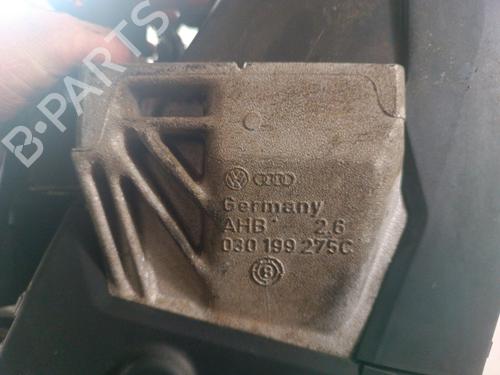 B-PARTS
Germany
AHB 2.6
030 199 275C